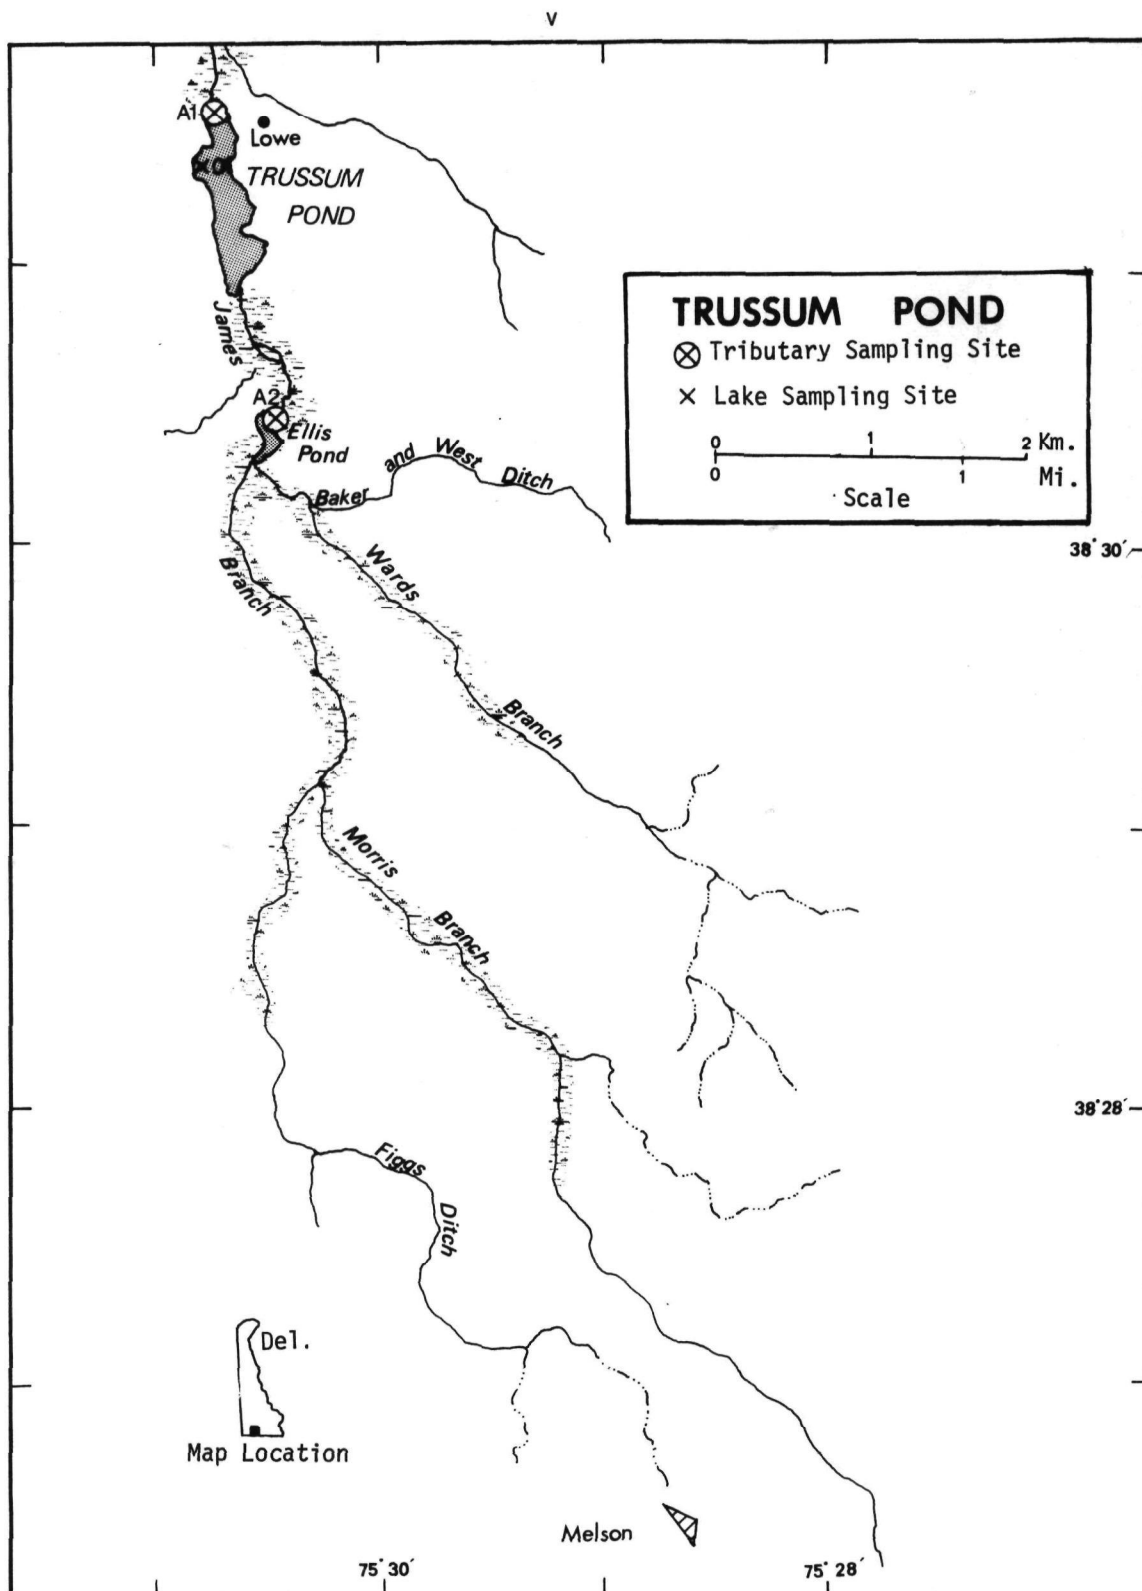 V
A1
Lowe
TRUSSUM
POND
James
A2
Ellis
Pond
Baker and West Ditch
Branch
Wards
Branch
Morris
Branch
Figgs
Ditch
TRUSSUM POND
Tributary Sampling Site
Lake Sampling Site
0 1 2 Km.
0 1 Mi.
Scale
38° 30′
38° 28′
Del.
Map Location
Melson
75° 30′
75° 28′